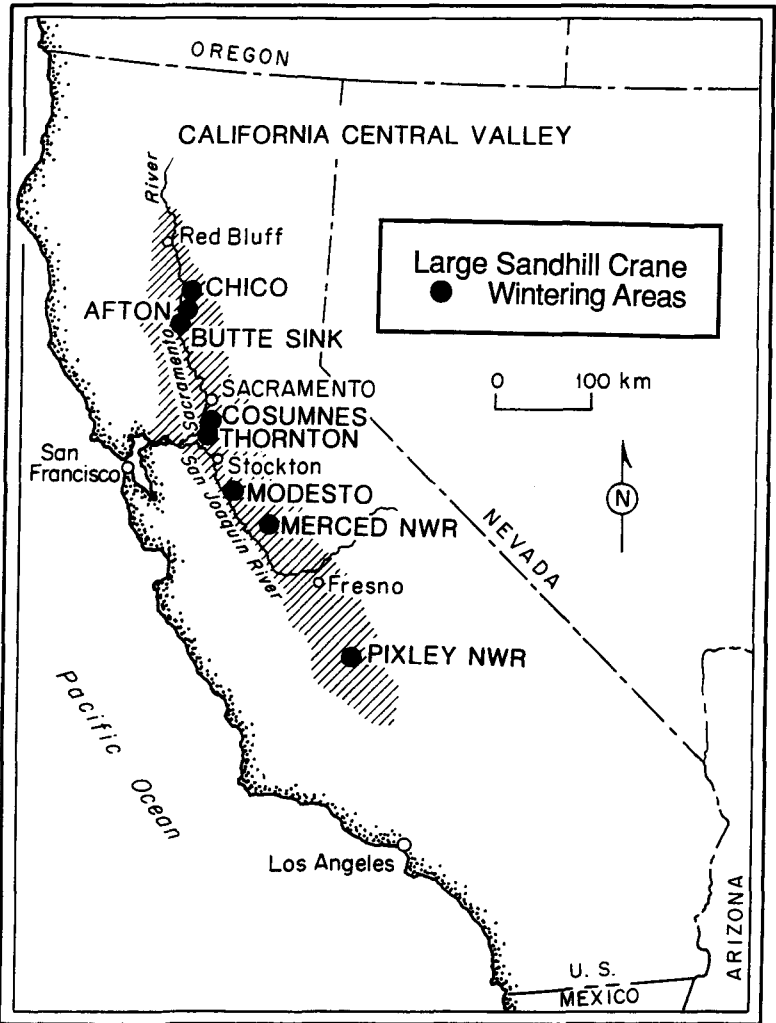 OREGON
CALIFORNIA CENTRAL VALLEY
River
Red Bluff
Large Sandhill Crane
Wintering Areas
CHICO
AFTON
BUTTE SINK
Sacramento
SACRAMENTO
0 100 km
COSUMNES
THORNTON
San
Francisco
Stockton
San Joaquin River
MODESTO
N
MERCED NWR
NEVADA
Fresno
PIXLEY NWR
Pacific Ocean
Los Angeles
ARIZONA
U. S.
MEXICO